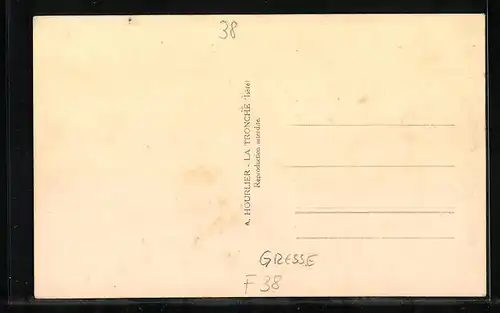 38
A. HOURLIER - LA TRONCHE (Isère)
Reproduction interdite.
GRESSE
F 38